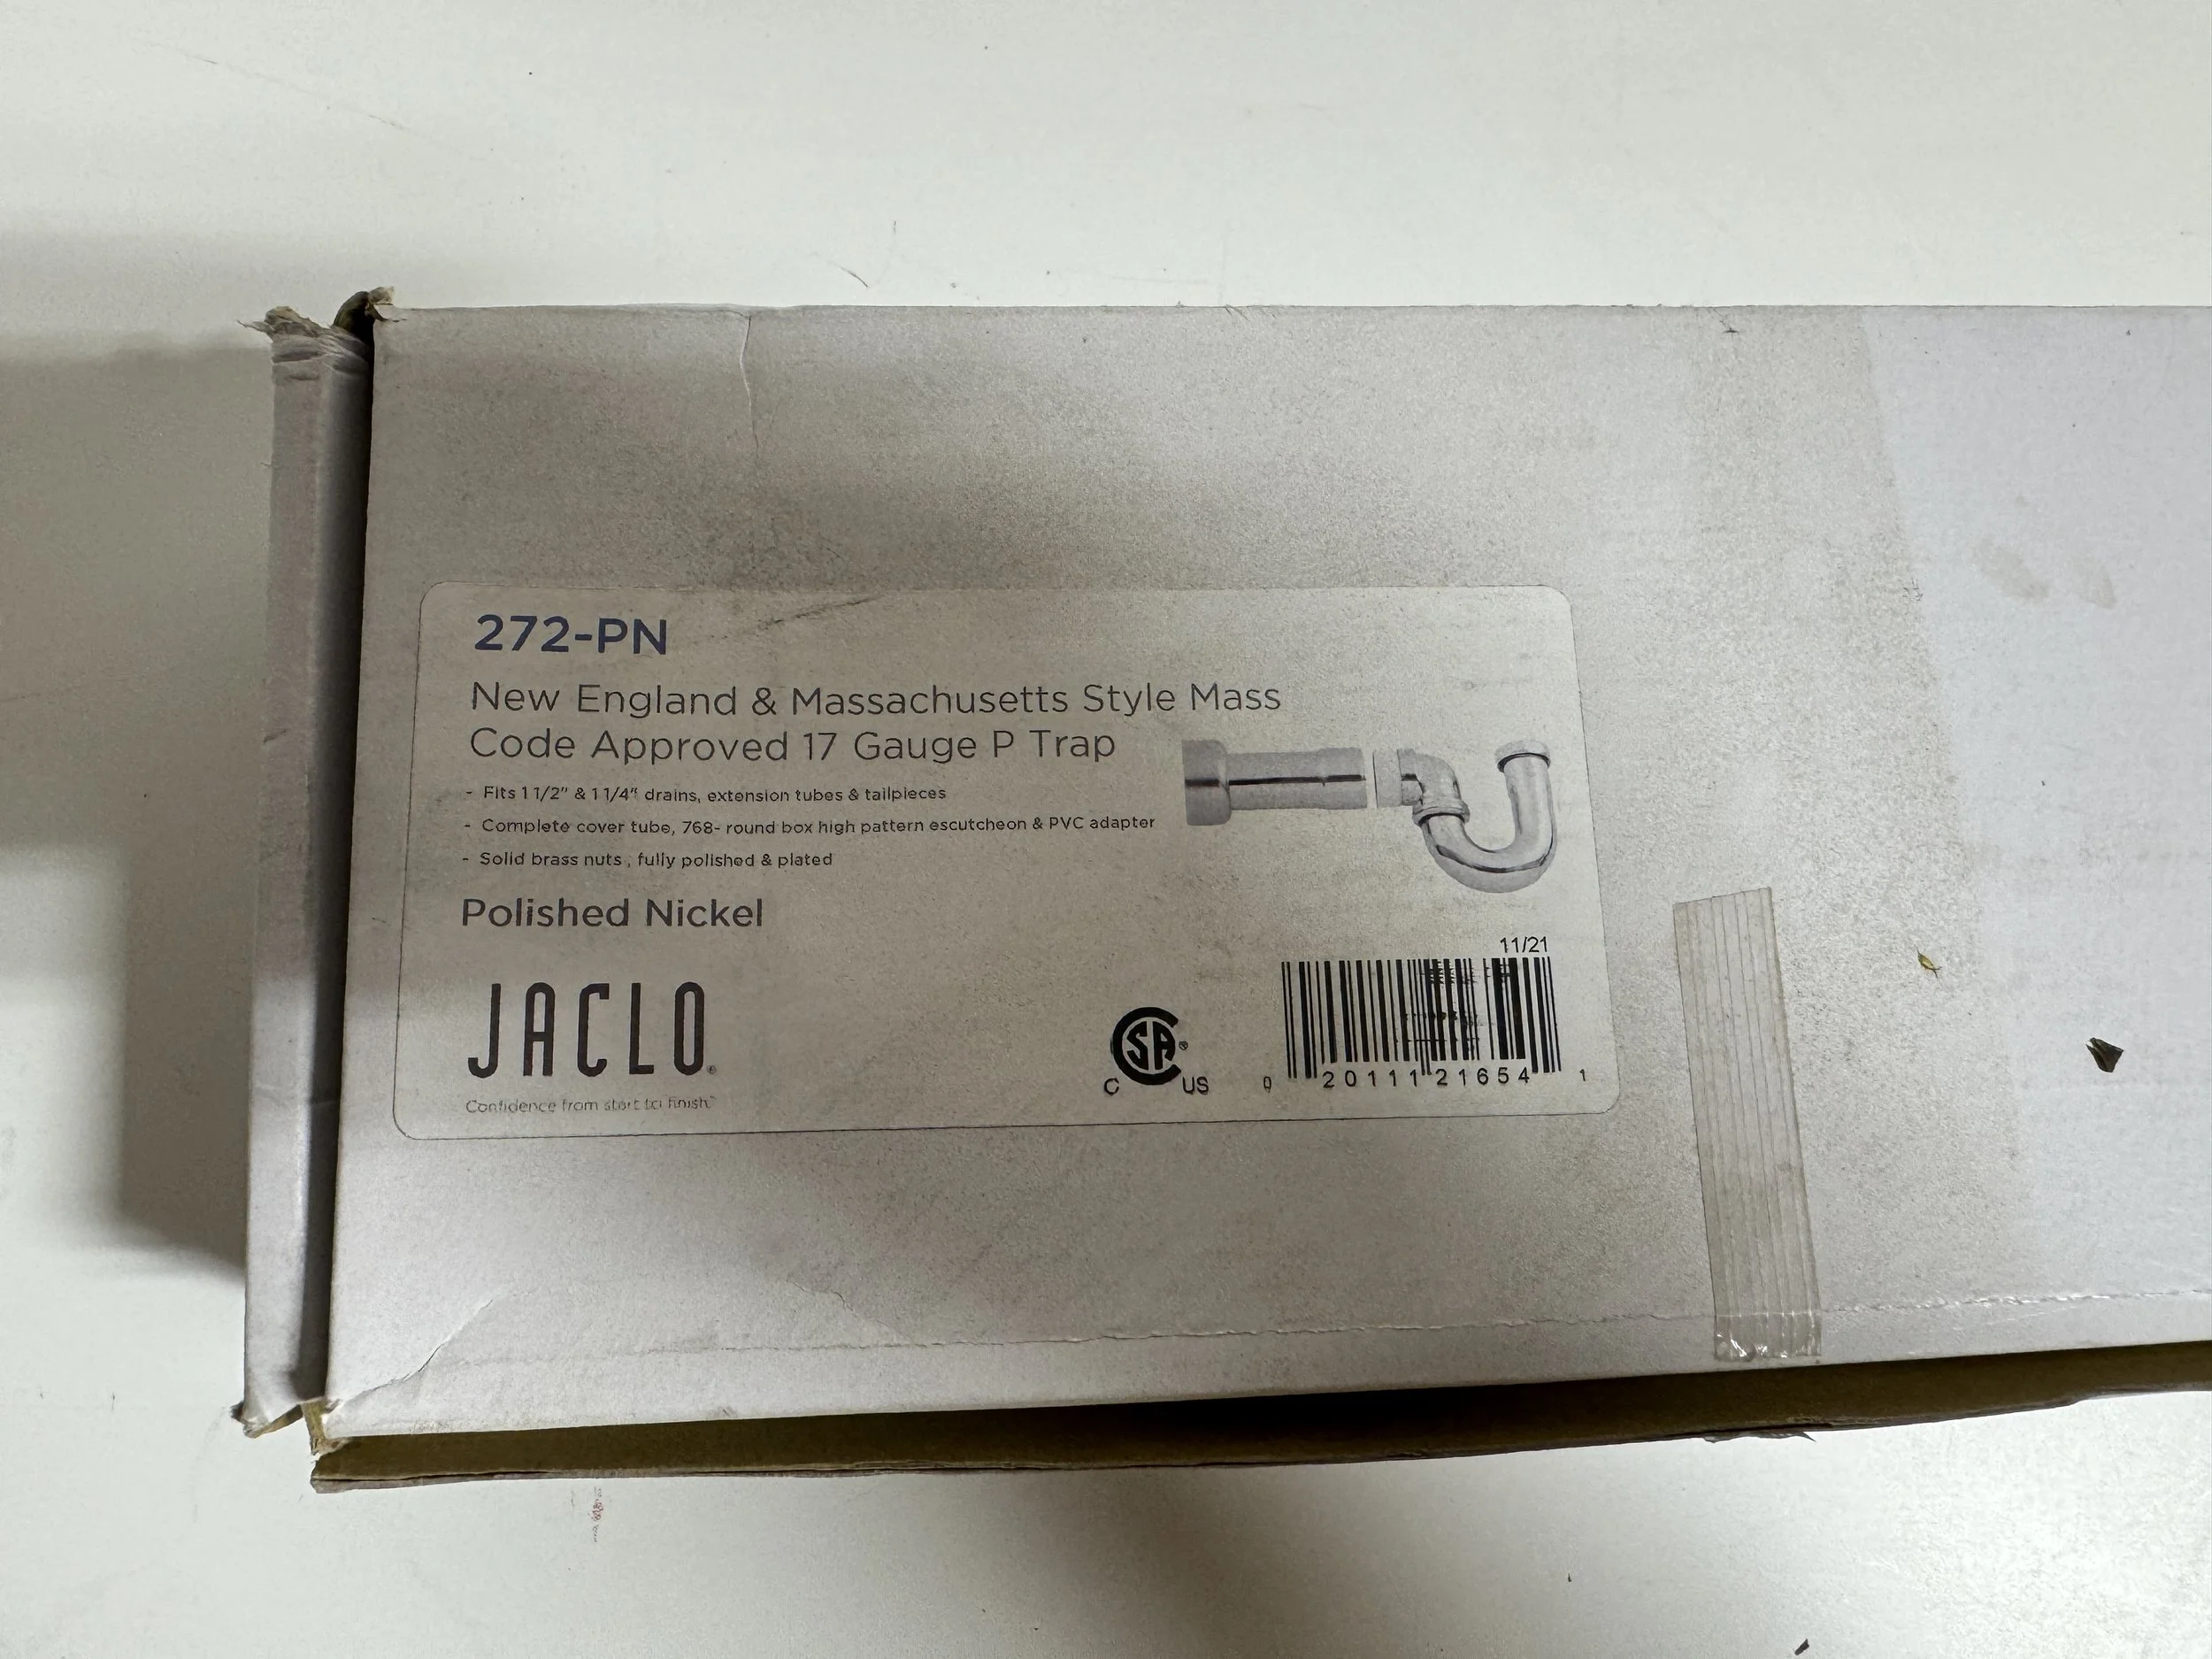 272-PN
New England & Massachusetts Style Mass
Code Approved 17 Gauge P Trap
- Fits 1 1/2" & 1 1/4" drains, extension tubes & tailpieces
- Complete cover tube, 768- round box high pattern escutcheon & PVC adapter
- Solid brass nuts , fully polished & plated
Polished Nickel
11/21
JACLO®
Confidence from start to finish.™
C SA® US
0 20111 21654 1